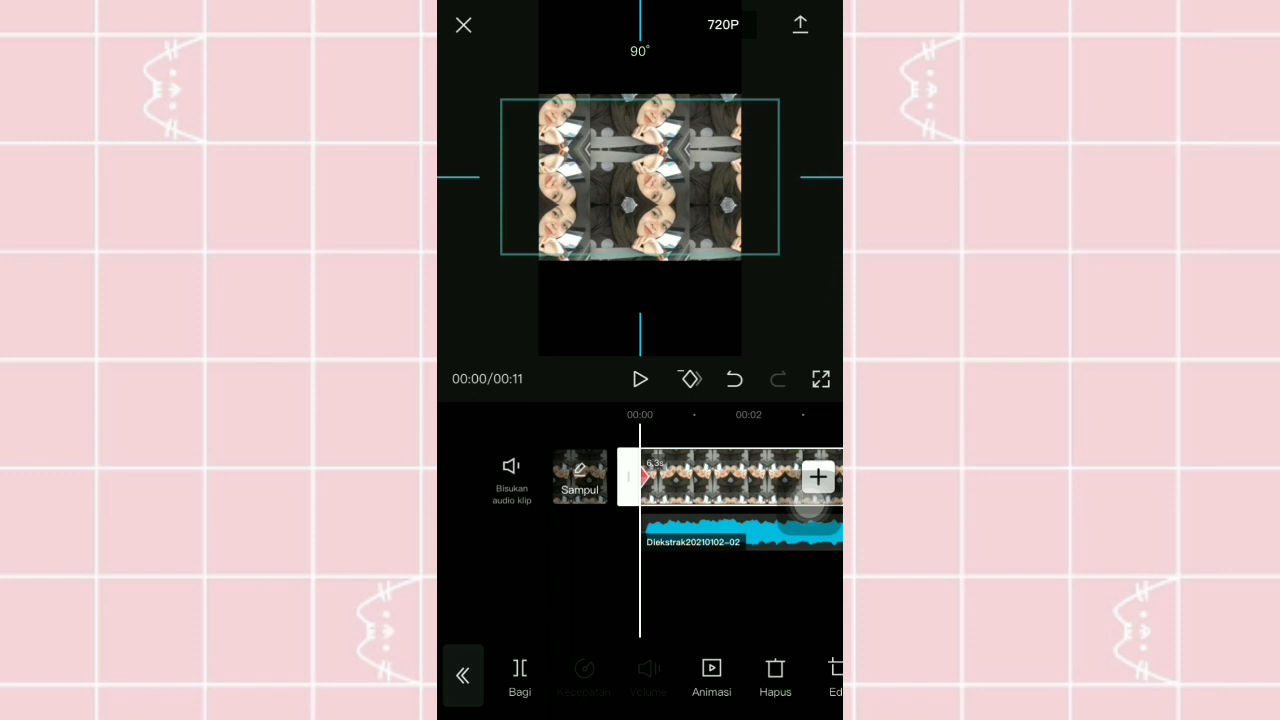 720P
90°
00:00/00:11
00:00
00:02
6.3s
Bisukan
audio klip
Sampul
Diekstrak20210102-02
Bagi
Kecepatan
Volume
Animasi
Hapus
Ed